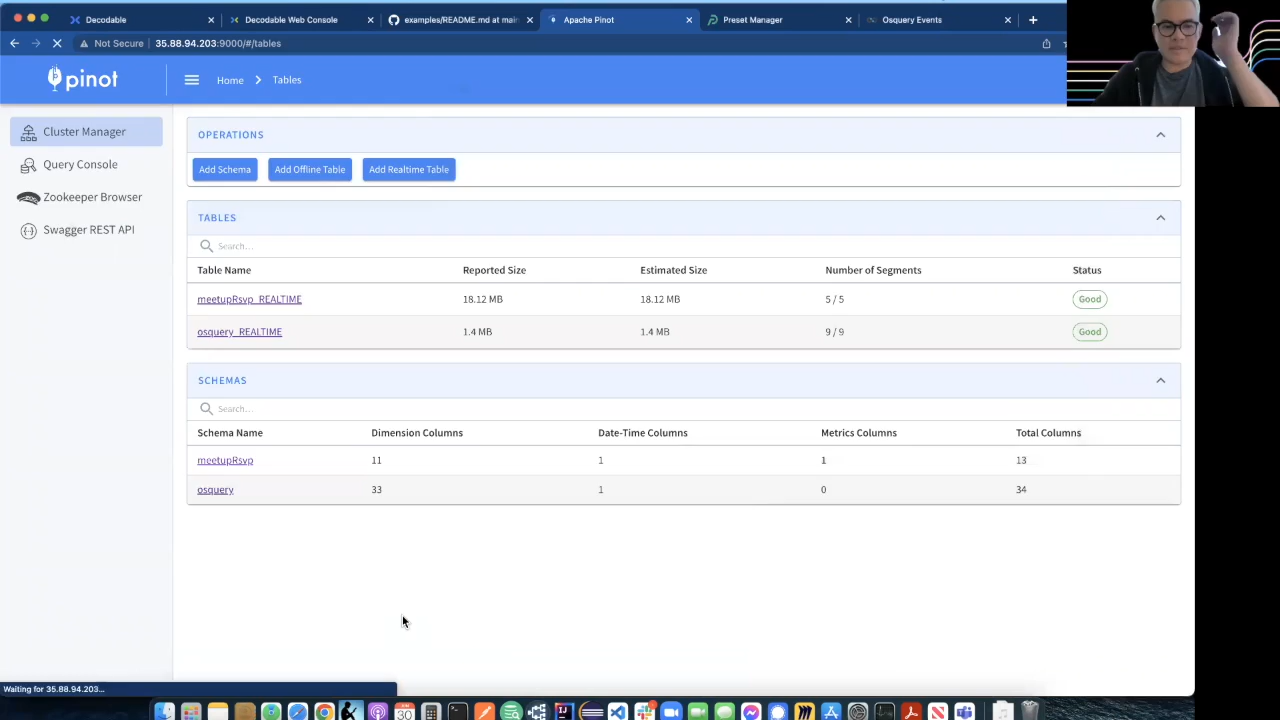 Decodable
Decodable Web Console
examples/README.md at main
Apache Pinot
Preset Manager
Osquery Events
Not Secure
35.88.94.203:9000/#/tables
pinot
Home
Tables
Cluster Manager
Query Console
Zookeeper Browser
Swagger REST API
OPERATIONS
Add Schema
Add Offline Table
Add Realtime Table
TABLES
Search...
Table Name Reported Size Estimated Size Number of Segments Status
meetupRsvp_REALTIME 18.12 MB 18.12 MB 5 / 5 Good
osquery_REALTIME 1.4 MB 1.4 MB 9 / 9 Good
SCHEMAS
Search...
Schema Name Dimension Columns Date-Time Columns Metrics Columns Total Columns
meetupRsvp 11 1 1 13
osquery 33 1 0 34
Waiting for 35.88.94.203...
30